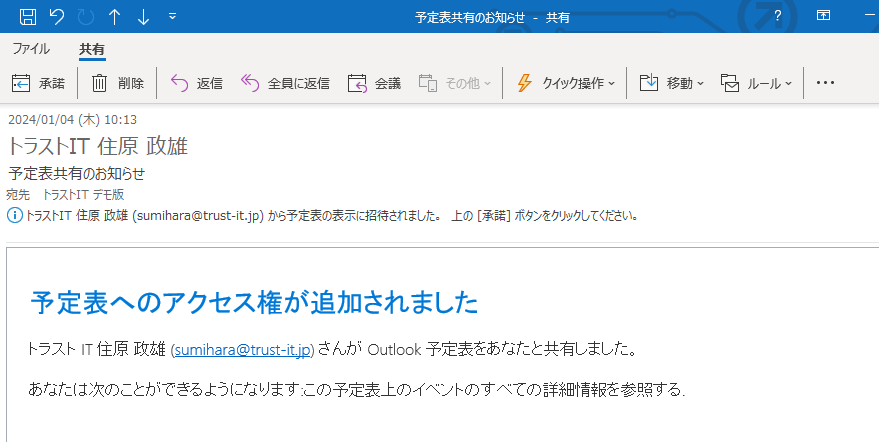 予定表共有のお知らせ - 共有 ?
ファイル 共有
承諾 削除 返信 全員に返信 会議 その他 クイック操作 移動 ルール ...
2024/01/04 (木) 10:13
トラストIT 住原 政雄
予定表共有のお知らせ
宛先 トラストIT デモ版
トラストIT 住原 政雄 (sumihara@trust-it.jp) から予定表の表示に招待されました。 上の [承諾] ボタンをクリックしてください。
予定表へのアクセス権が追加されました
トラスト IT 住原 政雄 (sumihara@trust-it.jp) さんが Outlook 予定表をあなたと共有しました。
あなたは次のことができるようになります:この予定表上のイベントのすべての詳細情報を参照する.